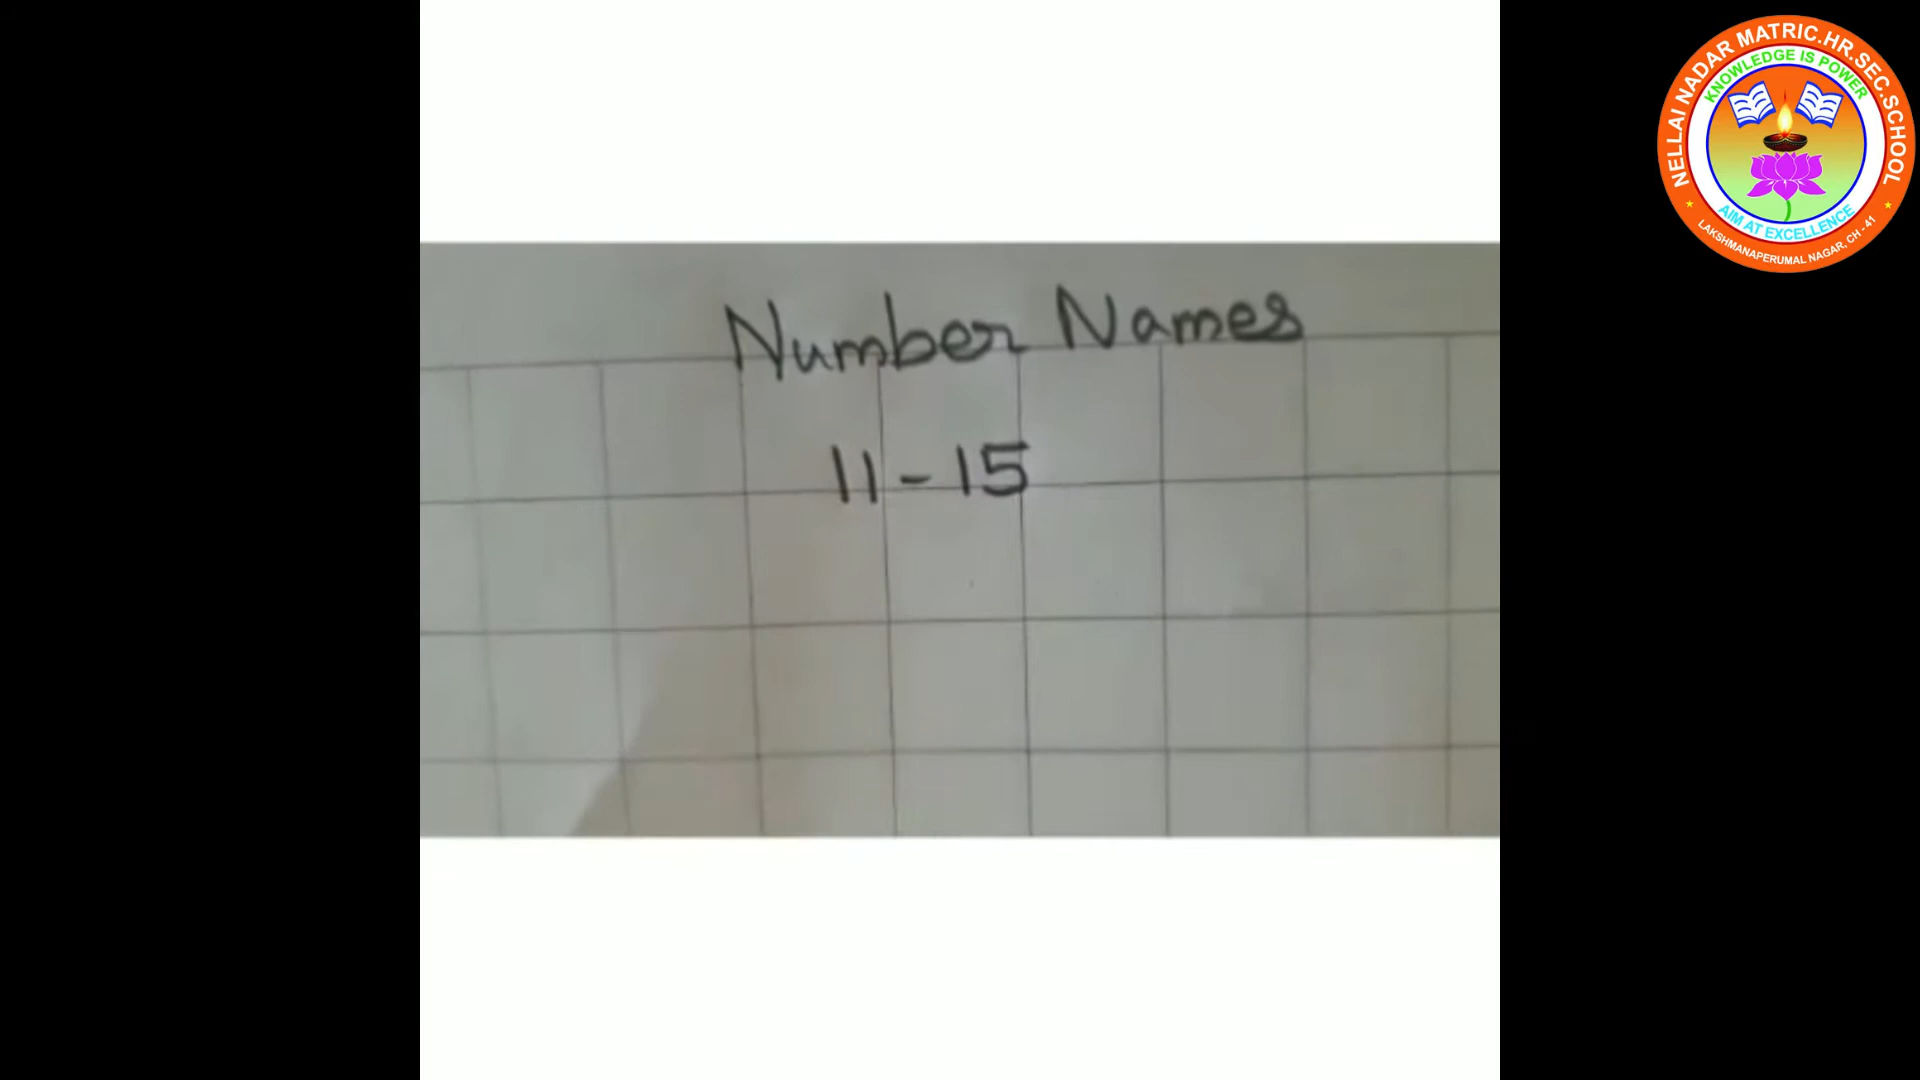 Number Names
11-15
NELLAI NADAR MATRIC.HR.SEC.SCHOOL
KNOWLEDGE IS POWER
AIM AT EXCELLENCE
LAKSHMANAPERUMAL NAGAR, CH - 41